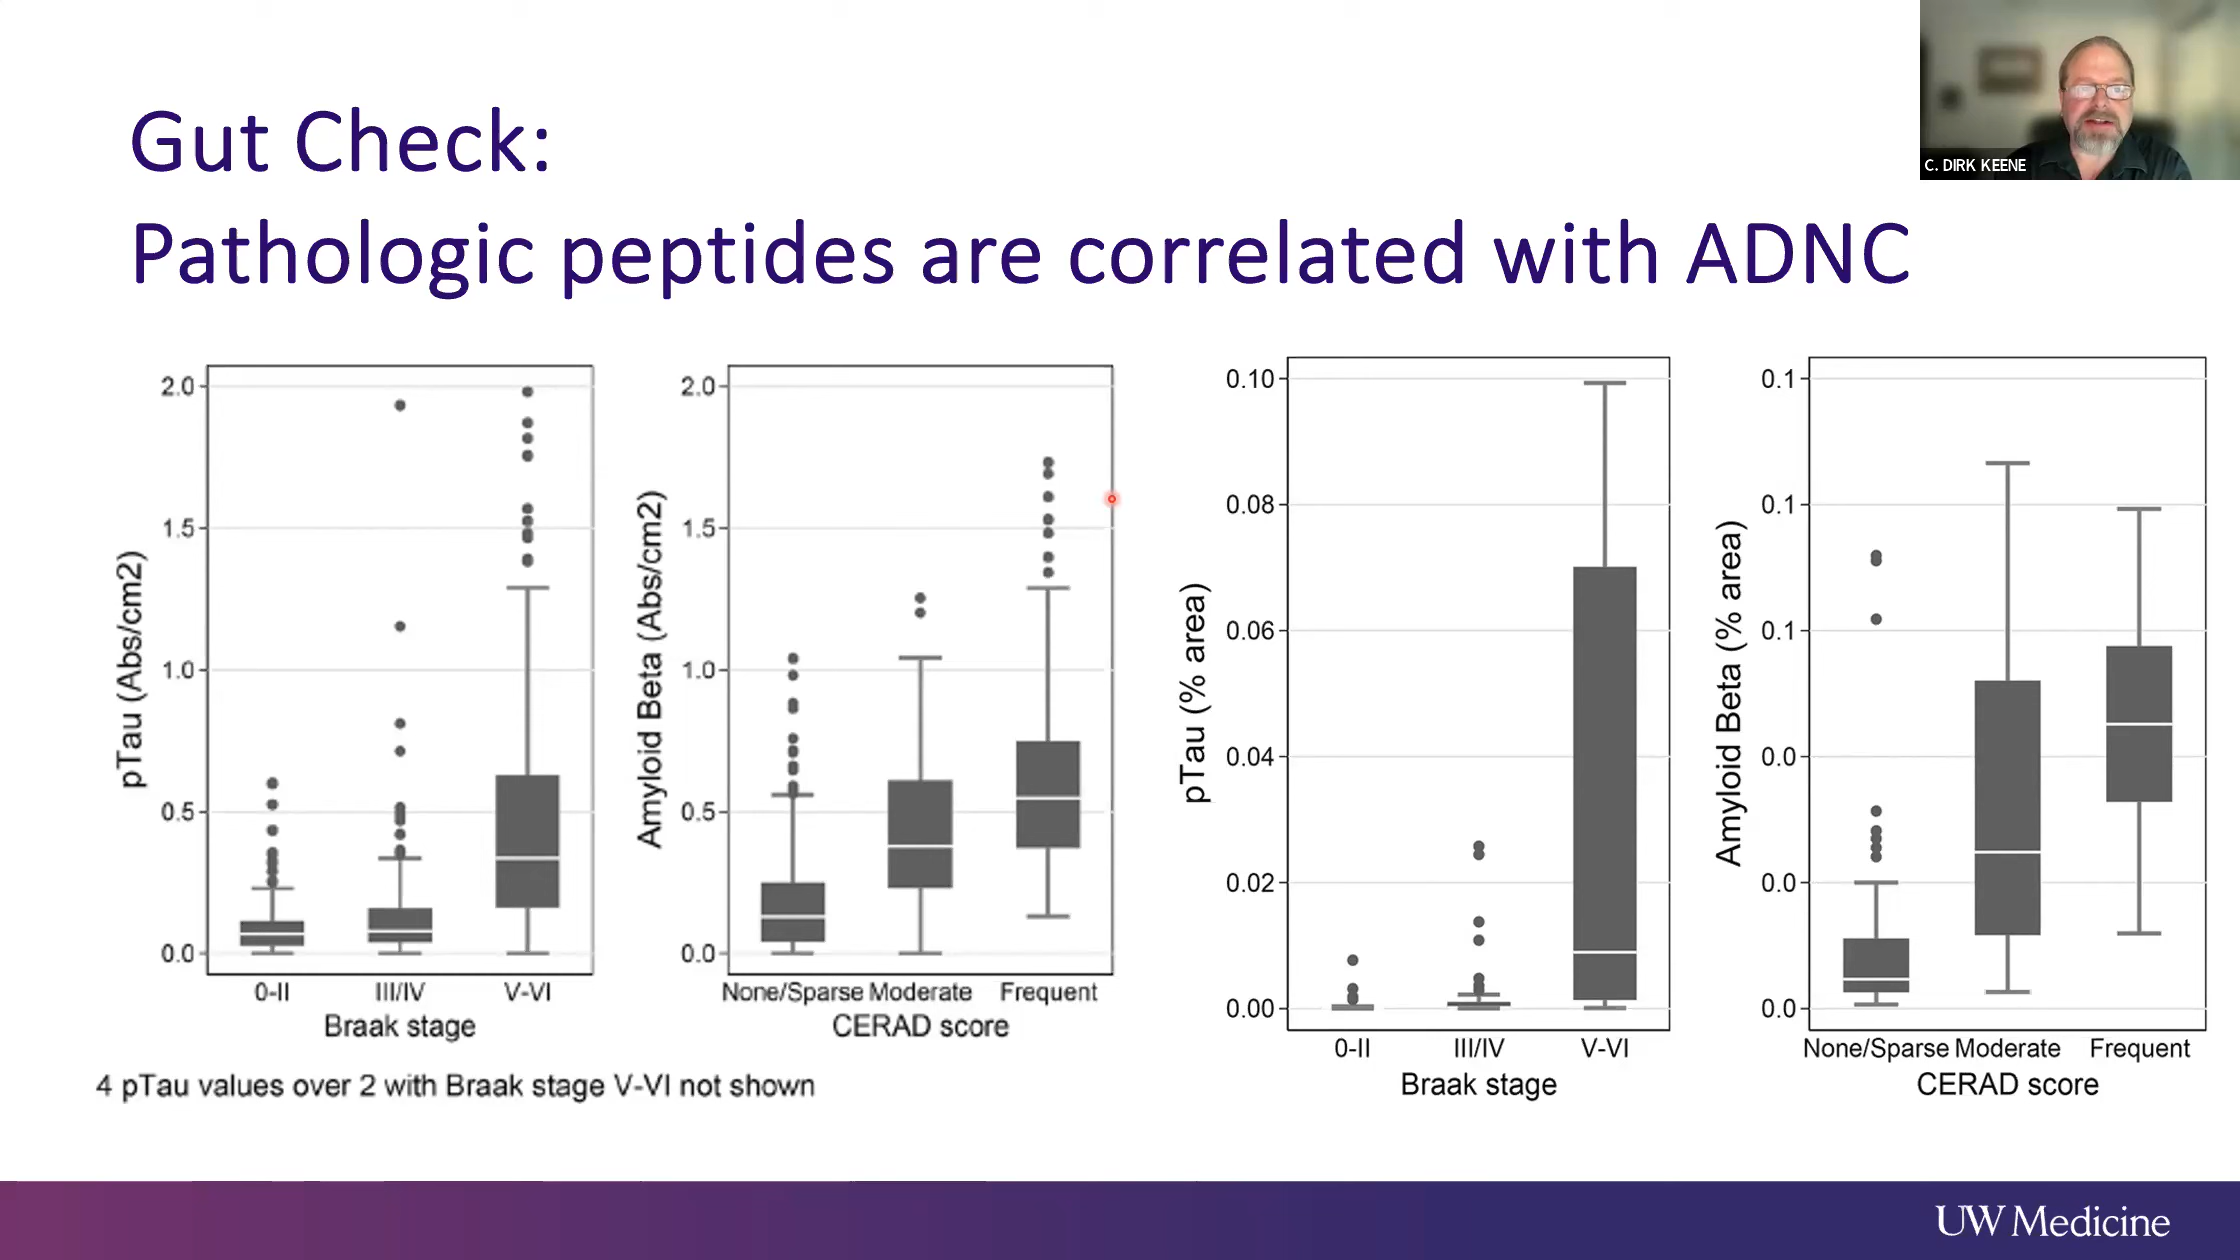 C. DIRK KEENE
Gut Check:
Pathologic peptides are correlated with ADNC
pTau (Abs/cm2)
2.0
1.5
1.0
0.5
0.0
0-II III/IV V-VI
Braak stage
Amyloid Beta (Abs/cm2)
2.0
1.5
1.0
0.5
0.0
None/Sparse Moderate Frequent
CERAD score
pTau (% area)
0.10
0.08
0.06
0.04
0.02
0.00
0-II III/IV V-VI
Braak stage
Amyloid Beta (% area)
0.1
0.1
0.1
0.0
0.0
0.0
None/Sparse Moderate Frequent
CERAD score
4 pTau values over 2 with Braak stage V-VI not shown
UW Medicine